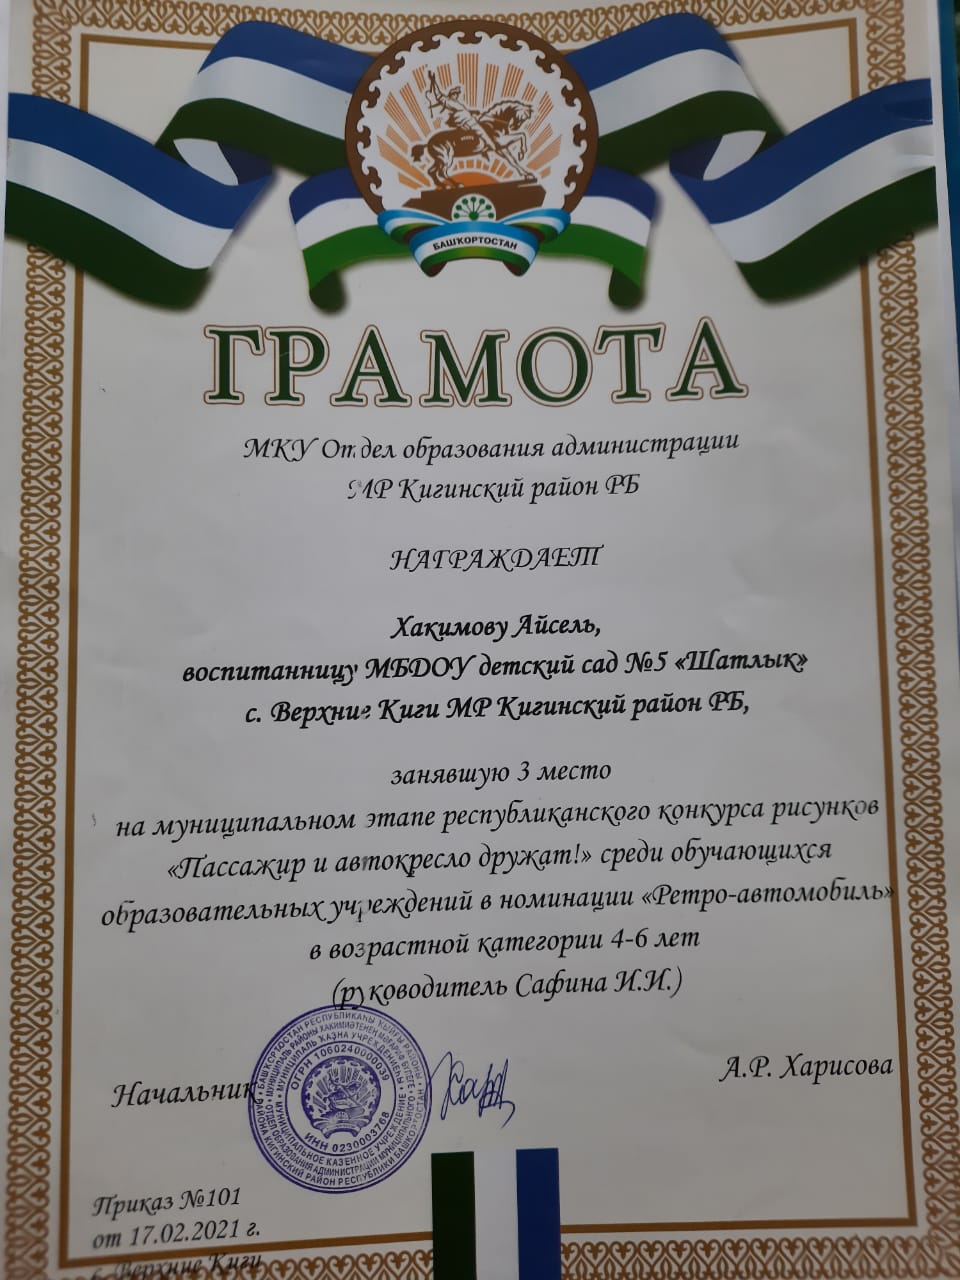 БАШҠОРТОСТАН
ГРАМОТА
МКУ Отдел образования администрации
МР Кигинский район РБ
НАГРАЖДАЕТ
Хакимову Айсель,
воспитанницу МБДОУ детский сад №5 «Шатлык»
с. Верхние Киги МР Кигинский район РБ,
занявшую 3 место
на муниципальном этапе республиканского конкурса рисунков
«Пассажир и автокресло дружат!» среди обучающихся
образовательных учреждений в номинации «Ретро-автомобиль»
в возрастной категории 4-6 лет
(руководитель Сафина И.И.)
Начальник
А.Р. Харисова
ОГРН 1060240000039
ИНН 0230003768
Приказ №101
от 17.02.2021 г.
с. Верхние Киги